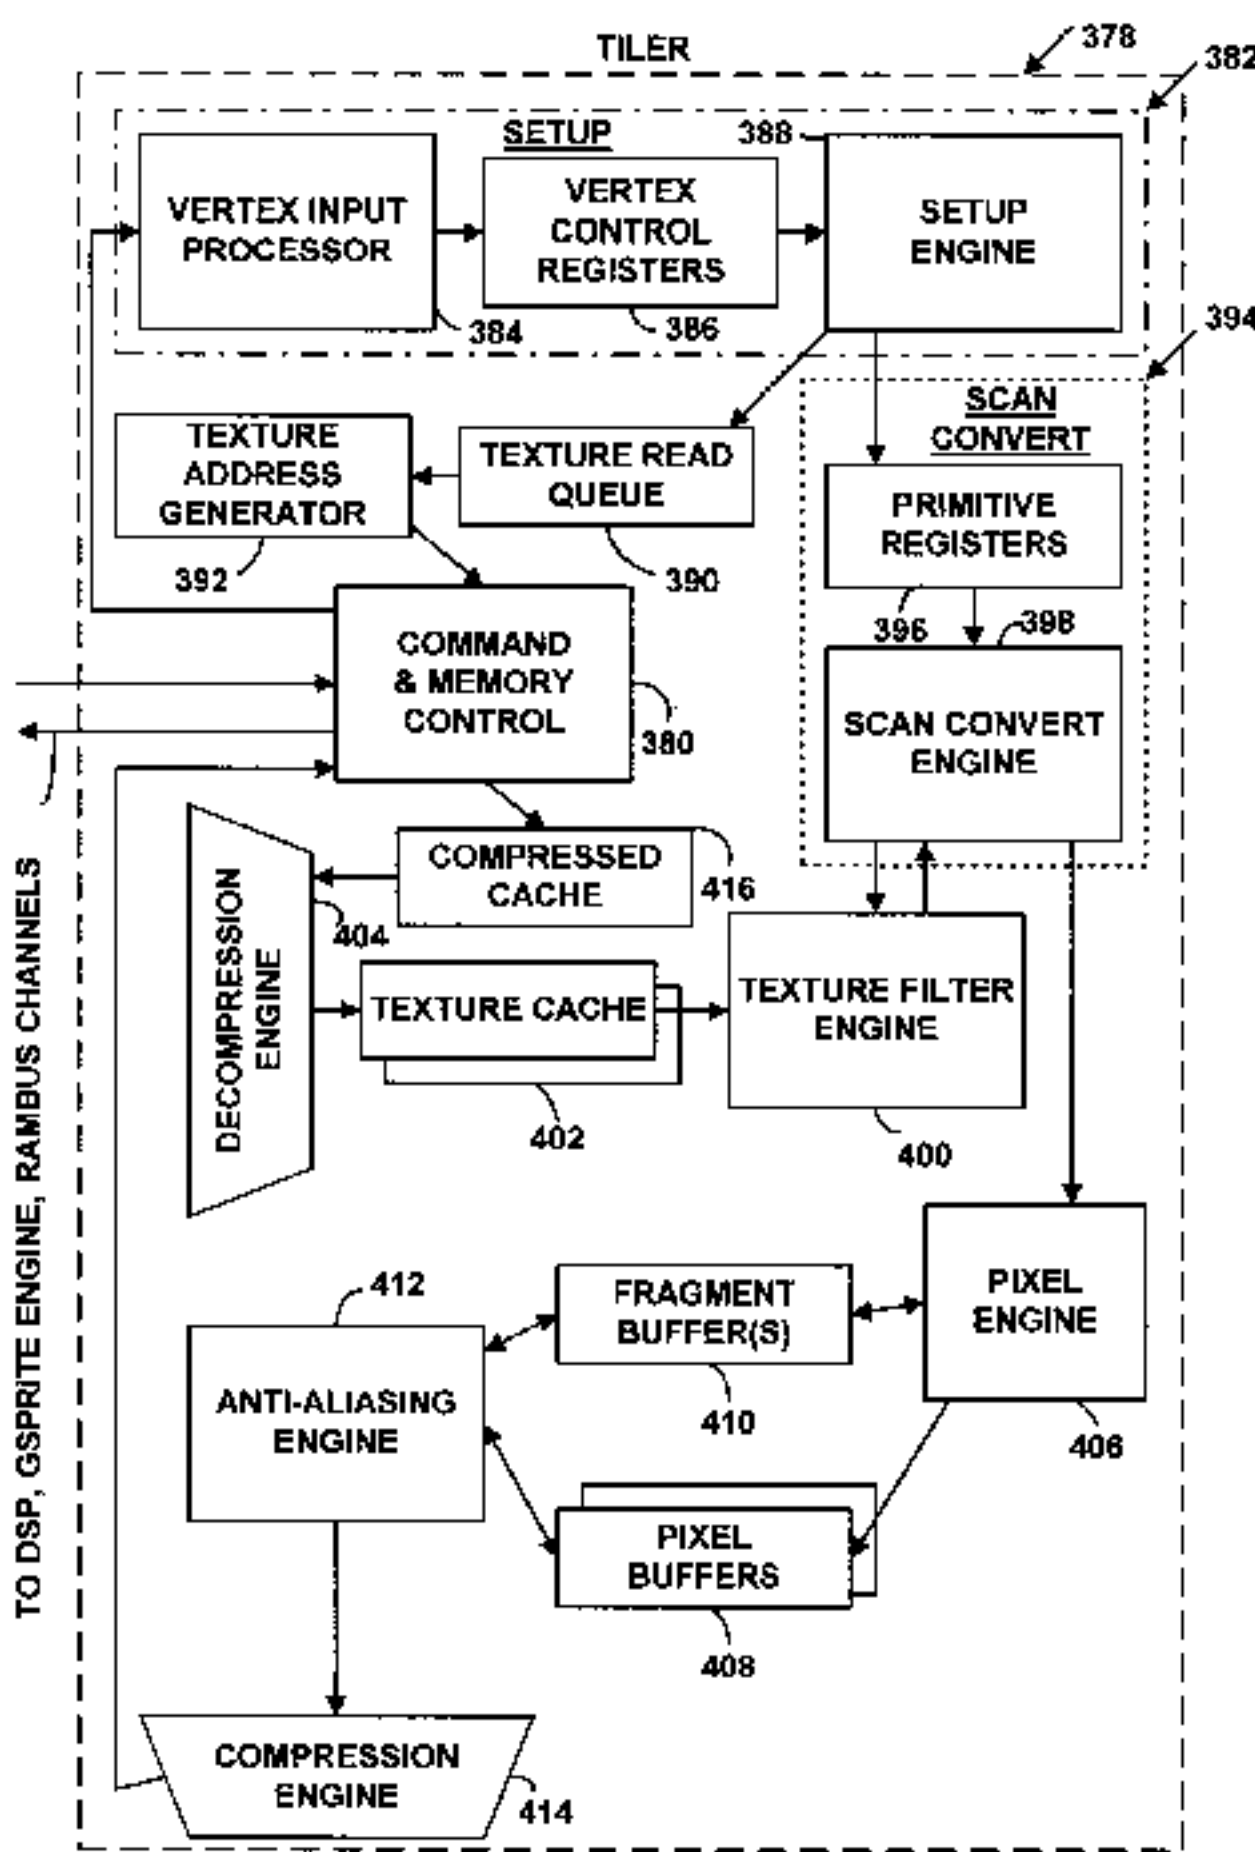 TILER
378
382
SETUP
388
VERTEX INPUT
PROCESSOR
VERTEX
CONTROL
REGISTERS
SETUP
ENGINE
384
386
394
SCAN
CONVERT
TEXTURE
ADDRESS
GENERATOR
TEXTURE READ
QUEUE
PRIMITIVE
REGISTERS
392
390
396
398
COMMAND
& MEMORY
CONTROL
380
SCAN CONVERT
ENGINE
COMPRESSED
CACHE
416
DECOMPRESSION
ENGINE
404
TEXTURE CACHE
402
TEXTURE FILTER
ENGINE
400
TO DSP, GSPRITE ENGINE, RAMBUS CHANNELS
412
FRAGMENT
BUFFER(S)
410
PIXEL
ENGINE
406
ANTI-ALIASING
ENGINE
PIXEL
BUFFERS
408
COMPRESSION
ENGINE
414